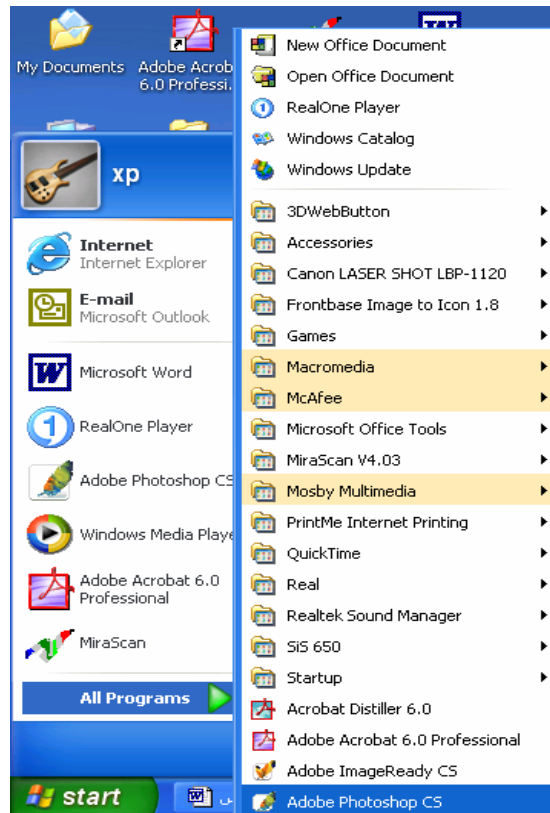 My Documents
Adobe Acrob
6.0 Professi.
xp
Internet
Internet Explorer
E-mail
Microsoft Outlook
Microsoft Word
RealOne Player
Adobe Photoshop CS
Windows Media Playe
Adobe Acrobat 6.0
Professional
MiraScan
All Programs
start
New Office Document
Open Office Document
RealOne Player
Windows Catalog
Windows Update
3DWebButton
Accessories
Canon LASER SHOT LBP-1120
Frontbase Image to Icon 1.8
Games
Macromedia
McAfee
Microsoft Office Tools
MiraScan V4.03
Mosby Multimedia
PrintMe Internet Printing
QuickTime
Real
Realtek Sound Manager
SiS 650
Startup
Acrobat Distiller 6.0
Adobe Acrobat 6.0 Professional
Adobe ImageReady CS
Adobe Photoshop CS